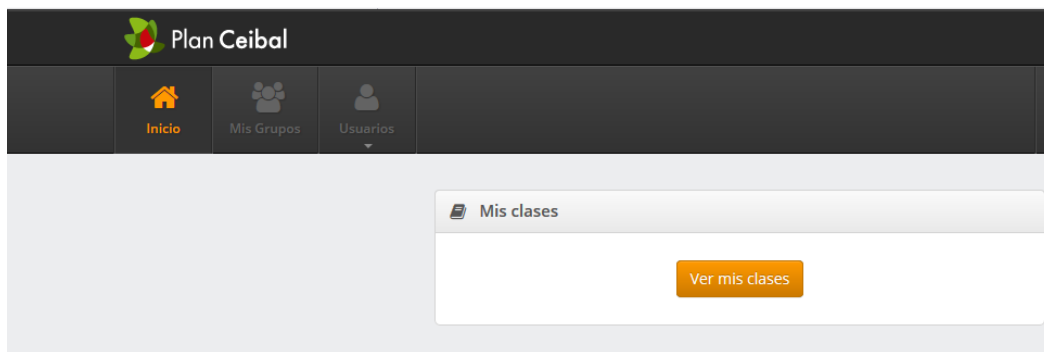 Plan Ceibal
Inicio
Mis Grupos
Usuarios
Mis clases
Ver mis clases